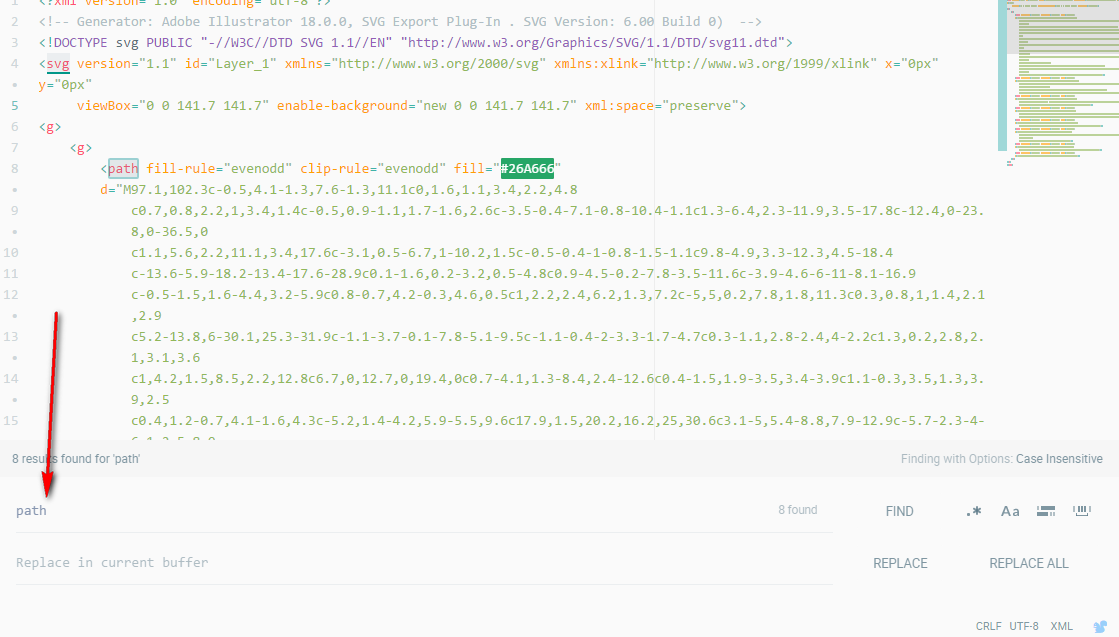 1 <?xml version="1.0" encoding="utf-8"?>
2 <!-- Generator: Adobe Illustrator 18.0.0, SVG Export Plug-In . SVG Version: 6.00 Build 0)  -->
3 <!DOCTYPE svg PUBLIC "-//W3C//DTD SVG 1.1//EN" "http://www.w3.org/Graphics/SVG/1.1/DTD/svg11.dtd">
4 <svg version="1.1" id="Layer_1" xmlns="http://www.w3.org/2000/svg" xmlns:xlink="http://www.w3.org/1999/xlink" x="0px"
• y="0px"
5 viewBox="0 0 141.7 141.7" enable-background="new 0 0 141.7 141.7" xml:space="preserve">
6 <g>
7 <g>
8 <path fill-rule="evenodd" clip-rule="evenodd" fill="#26A666"
• d="M97.1,102.3c-0.5,4.1-1.3,7.6-1.3,11.1c0,1.6,1.1,3.4,2.2,4.8
9 c0.7,0.8,2.2,1,3.4,1.4c-0.5,0.9-1.1,1.7-1.6,2.6c-3.5-0.4-7.1-0.8-10.4-1.1c1.3-6.4,2.3-11.9,3.5-17.8c-12.4,0-23.
• 8,0-36.5,0
10 c1.1,5.6,2.2,11.1,3.4,17.6c-3.1,0.5-6.7,1-10.2,1.5c-0.5-0.4-1-0.8-1.5-1.1c9.8-4.9,3.3-12.3,4.5-18.4
11 c-13.6-5.9-18.2-13.4-17.6-28.9c0.1-1.6,0.2-3.2,0.5-4.8c0.9-4.5-0.2-7.8-3.5-11.6c-3.9-4.6-6-11-8.1-16.9
12 c-0.5-1.5,1.6-4.4,3.2-5.9c0.8-0.7,4.2-0.3,4.6,0.5c1,2.2,2.4,6.2,1.3,7.2c-5,5,0.2,7.8,1.8,11.3c0.3,0.8,1,1.4,2.1
• ,2.9
13 c5.2-13.8,6-30.1,25.3-31.9c-1.1-3.7-0.1-7.8-5.1-9.5c-1.1-0.4-2-3.3-1.7-4.7c0.3-1.1,2.8-2.4,4-2.2c1.3,0.2,2.8,2.
• 1,3.1,3.6
14 c1,4.2,1.5,8.5,2.2,12.8c6.7,0,12.7,0,19.4,0c0.7-4.1,1.3-8.4,2.4-12.6c0.4-1.5,1.9-3.5,3.4-3.9c1.1-0.3,3.5,1.3,3.
• 9,2.5
15 c0.4,1.2-0.7,4.1-1.6,4.3c-5.2,1.4-4.2,5.9-5.5,9.6c17.9,1.5,20.2,16.2,25,30.6c3.1-5,5.4-8.8,7.9-12.9c-5.7-2.3-4-
8 results found for 'path'
Finding with Options: Case Insensitive
path
8 found
FIND
.* Aa
Replace in current buffer
REPLACE
REPLACE ALL
CRLF UTF-8 XML